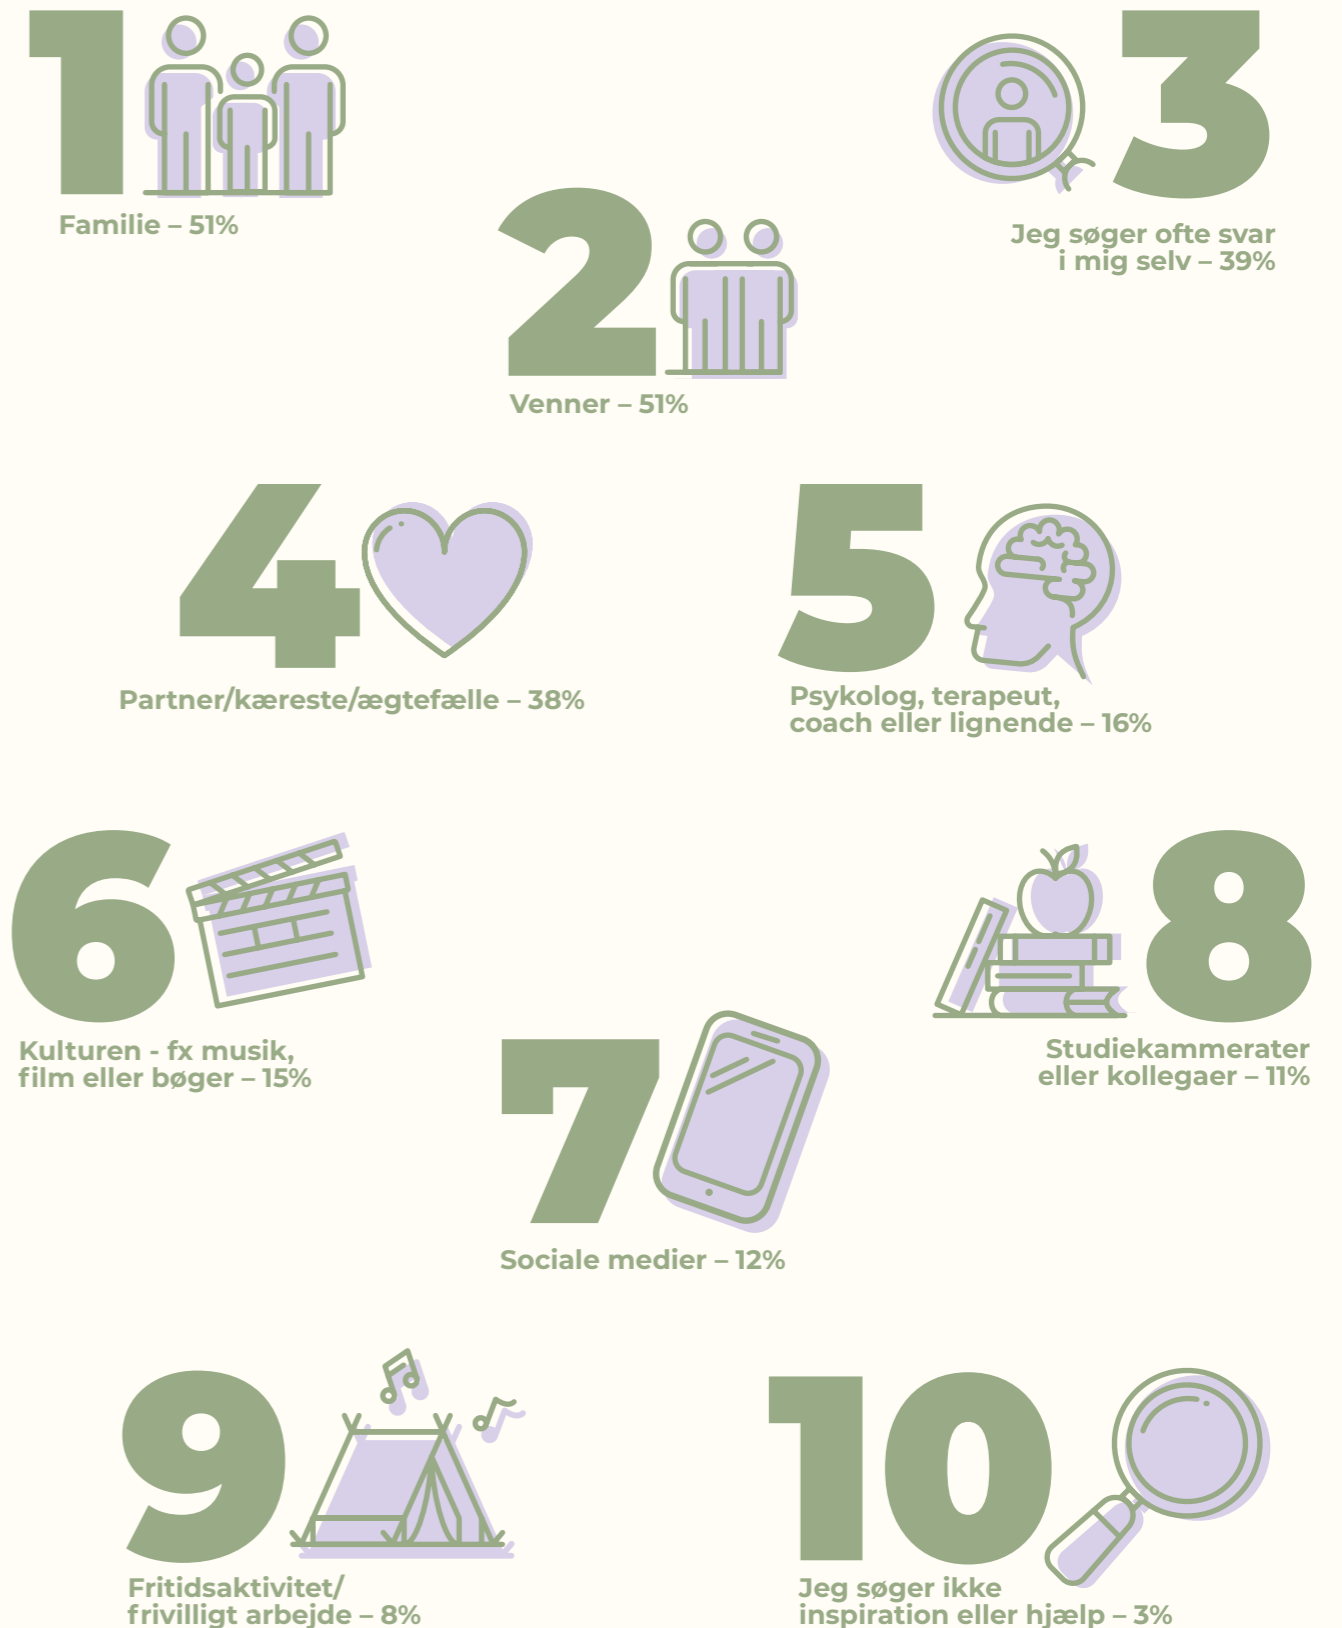 1
Familie – 51%
2
Venner – 51%
3
Jeg søger ofte svar
i mig selv – 39%
4
Partner/kæreste/ægtefælle – 38%
5
Psykolog, terapeut,
coach eller lignende – 16%
6
Kulturen - fx musik,
film eller bøger – 15%
7
Sociale medier – 12%
8
Studiekammerater
eller kollegaer – 11%
9
Fritidsaktivitet/
frivilligt arbejde – 8%
10
Jeg søger ikke
inspiration eller hjælp – 3%